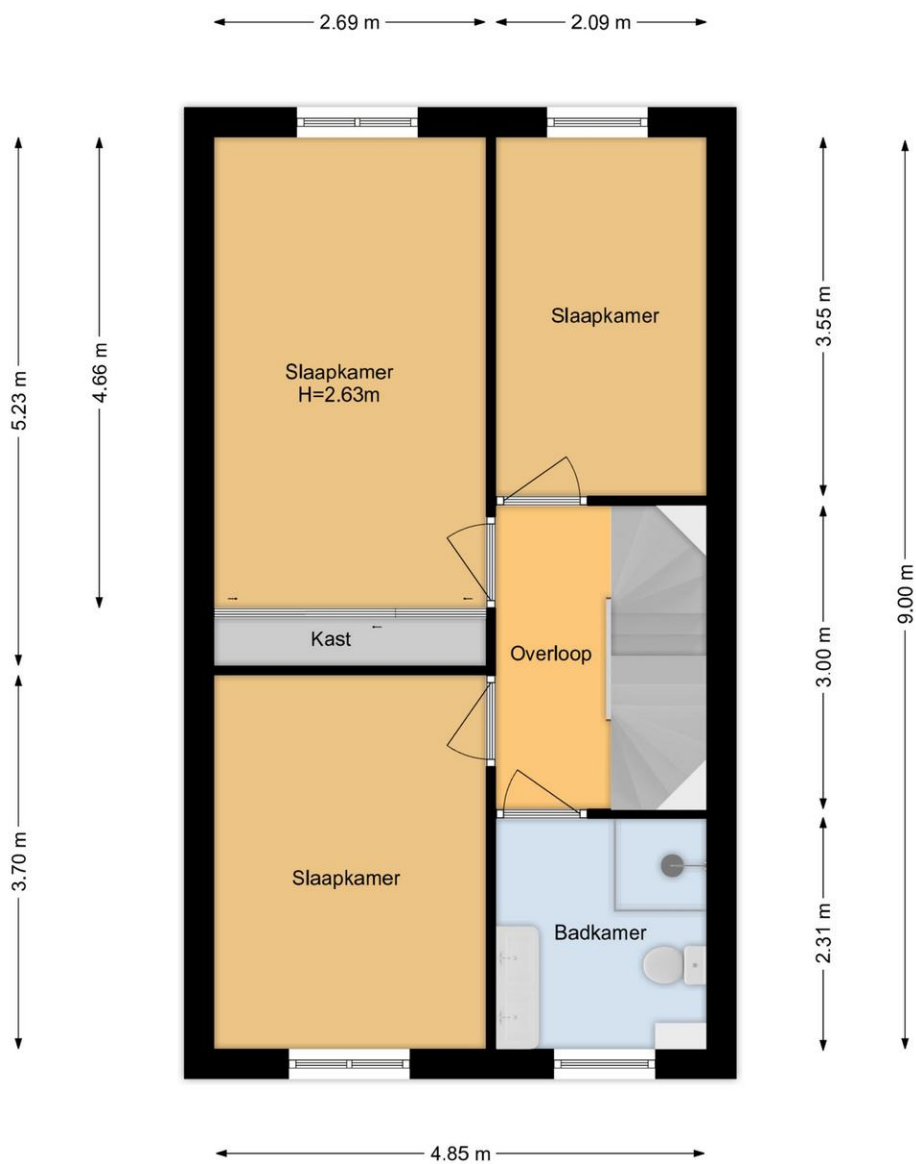 2.69 m
2.09 m
5.23 m
4.66 m
3.55 m
9.00 m
Slaapkamer
Slaapkamer
H=2.63m
Kast
Overloop
3.00 m
3.70 m
Slaapkamer
Badkamer
2.31 m
4.85 m